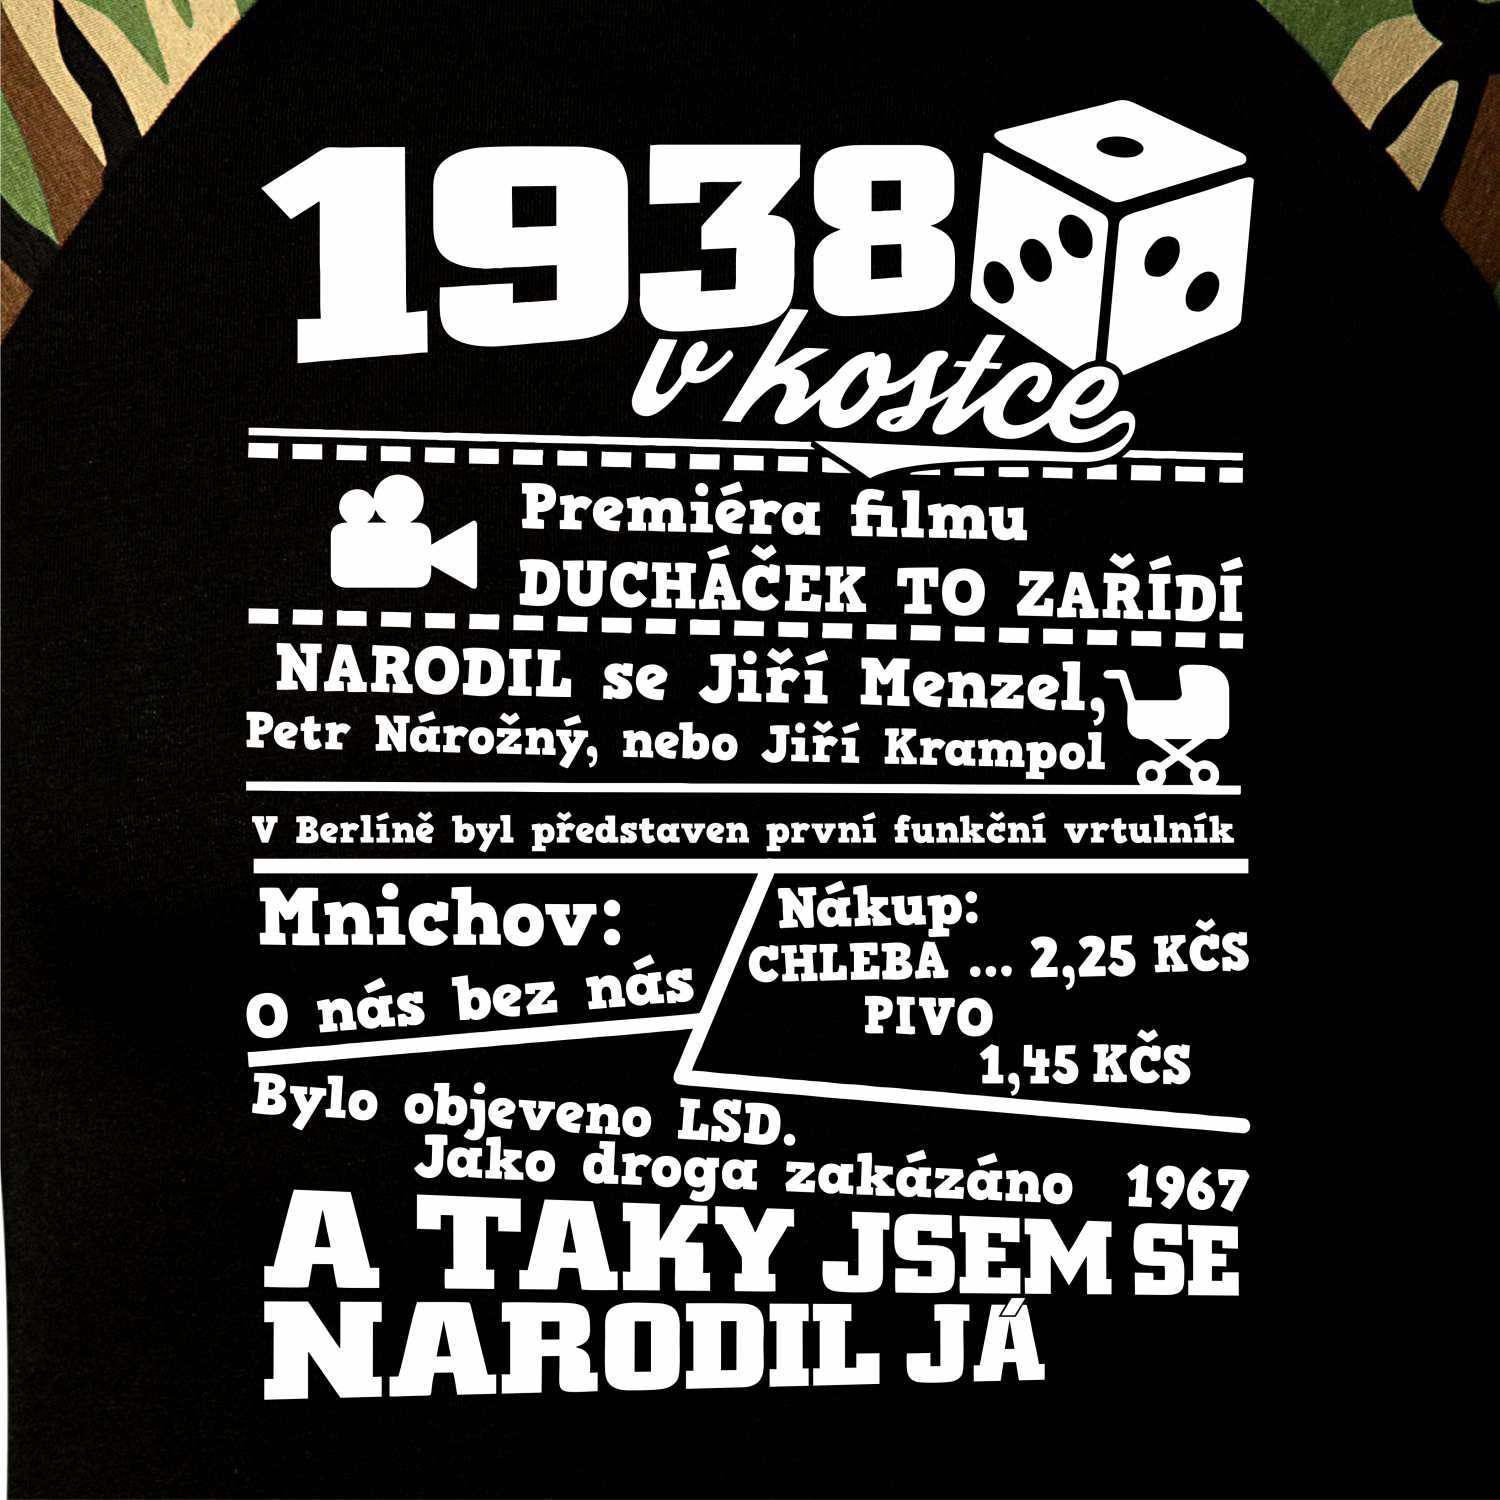 1938
v kostce
Premiéra filmu
DUCHÁČEK TO ZAŘÍDÍ
NARODIL se Jiří Menzel,
Petr Nárožný, nebo Jiří Krampol
V Berlíně byl představen první funkční vrtulník
Mnichov:
O nás bez nás
Nákup:
CHLEBA ... 2,25 KČS
PIVO
1,45 KČS
Bylo objeveno LSD.
Jako droga zakázáno 1967
A TAKY JSEM SE
NARODIL JÁ